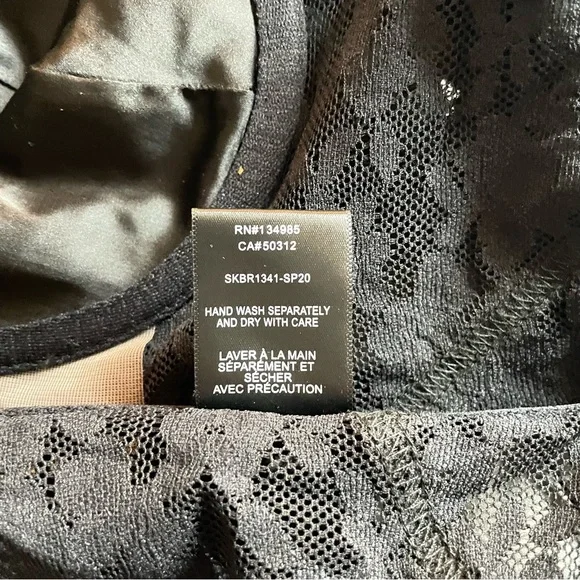 RN#134985
CA#50312
SKBR1341-SP20
HAND WASH SEPARATELY
AND DRY WITH CARE
LAVER À LA MAIN
SÉPARÉMENT ET
SÉCHER
AVEC PRÉCAUTION